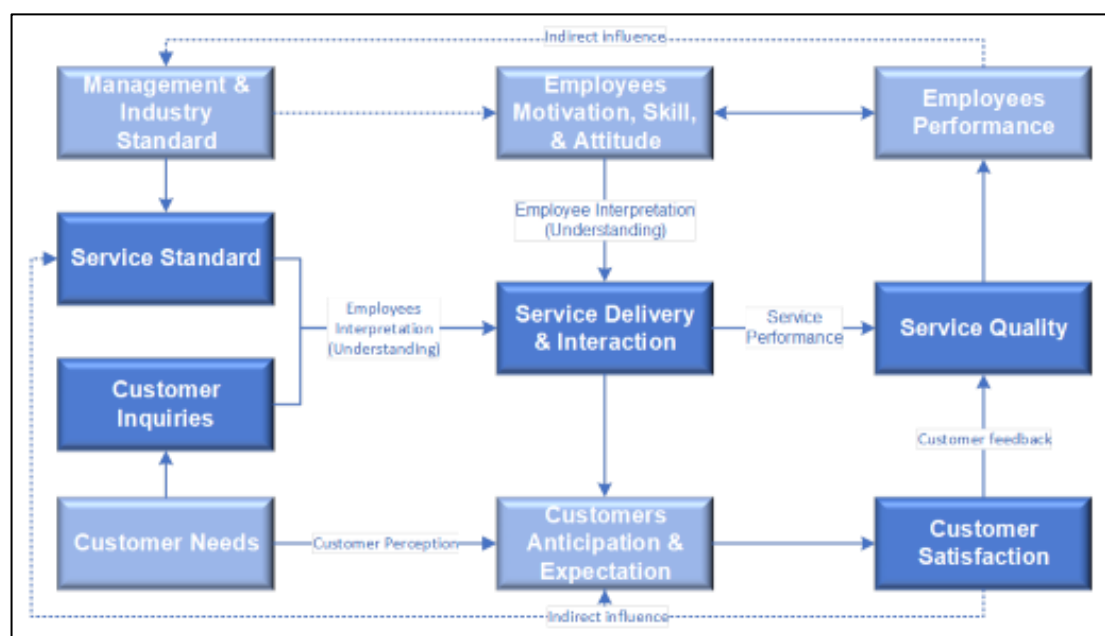 Indirect influence
Management &
Industry
Standard
Employees
Motivation, Skill,
& Attitude
Employees
Performance
Employee Interpretation
(Understanding)
Service Standard
Employees
Interpretation
(Understanding)
Service Delivery
& Interaction
Service
Performance
Service Quality
Customer
Inquiries
Customer feedback
Customer Needs
Customer Perception
Customers
Anticipation &
Expectation
Customer
Satisfaction
Indirect influence